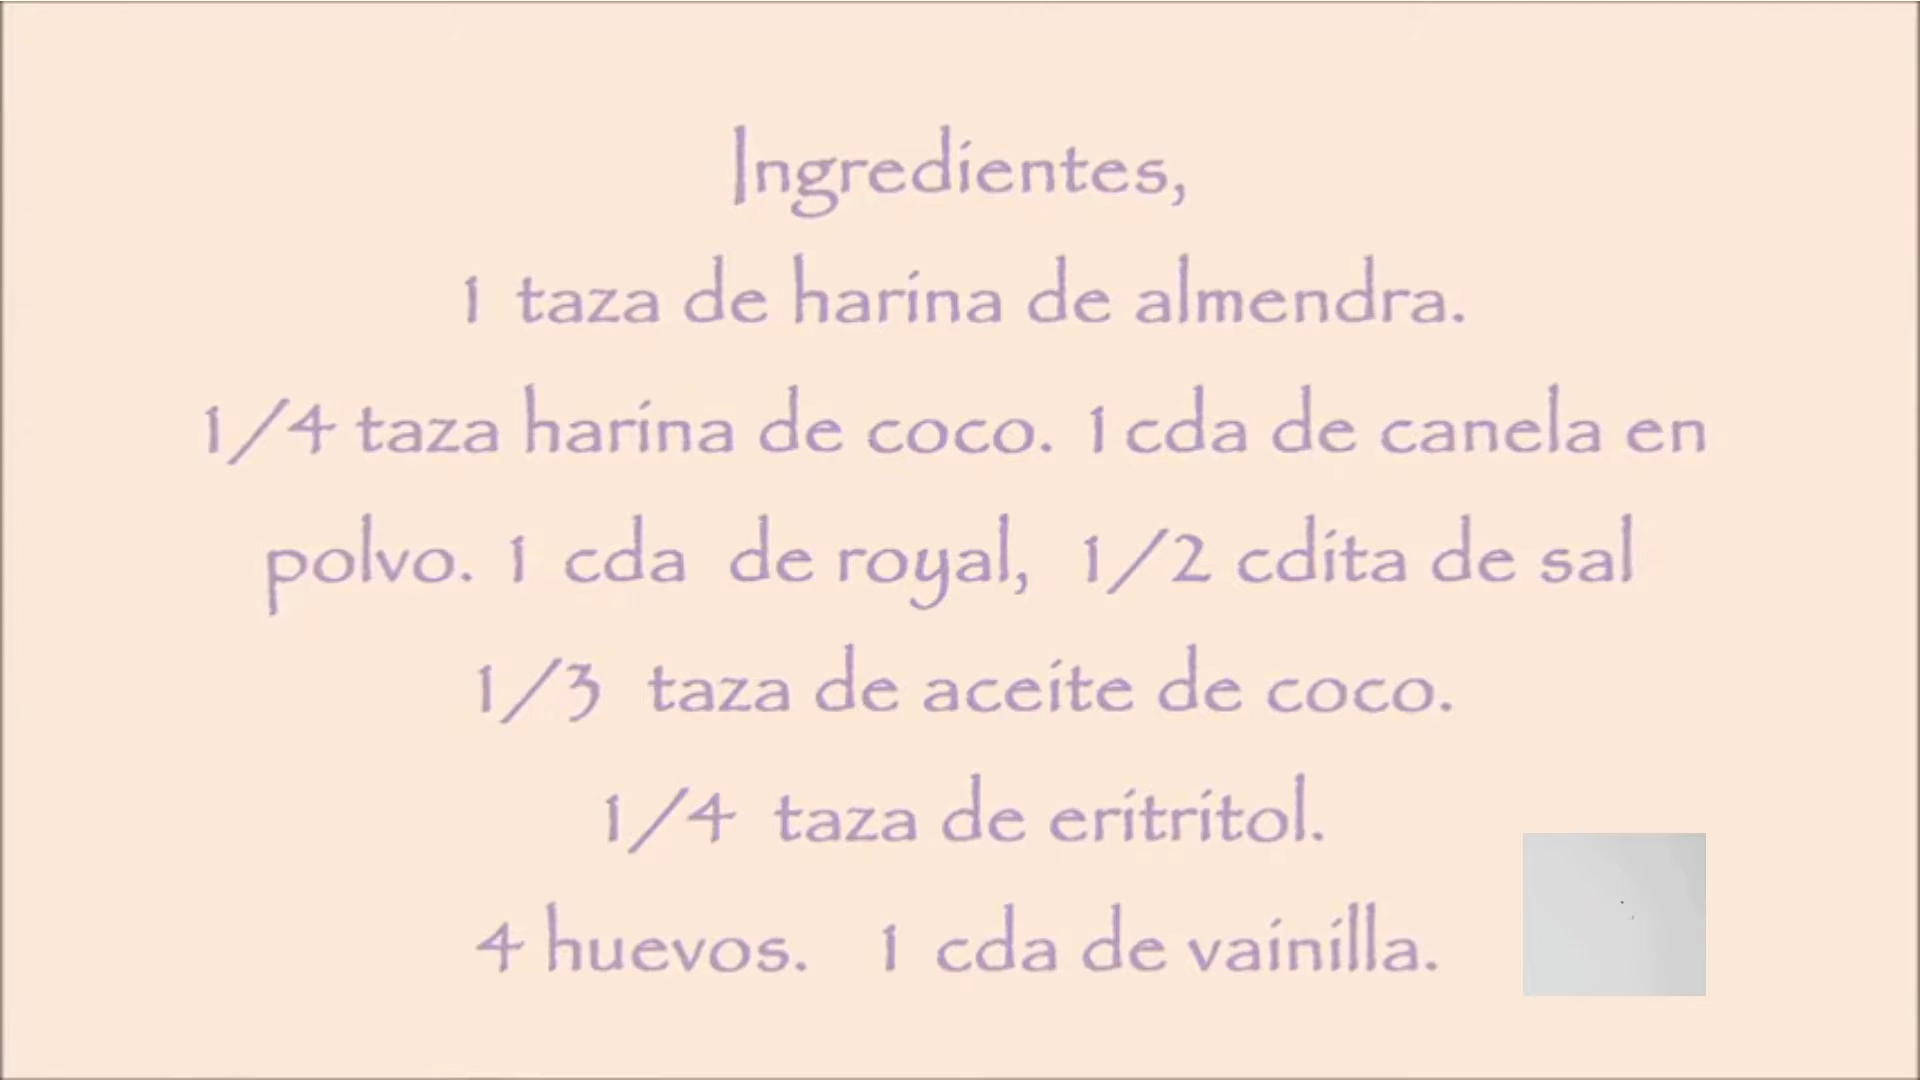 Ingredientes,
1 taza de harina de almendra.
1/4 taza harina de coco. 1 cda de canela en
polvo. 1 cda de royal, 1/2 cdita de sal
1/3 taza de aceite de coco.
1/4 taza de eritritol.
4 huevos. 1 cda de vainilla.